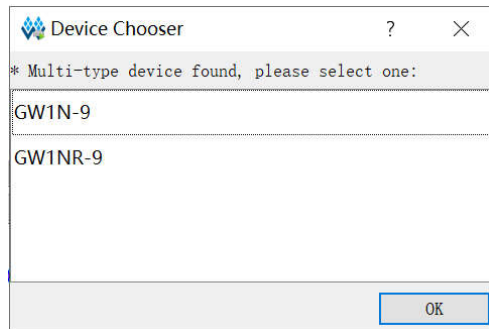 Device Chooser
?
* Multi-type device found, please select one:
GW1N-9
GW1NR-9
OK